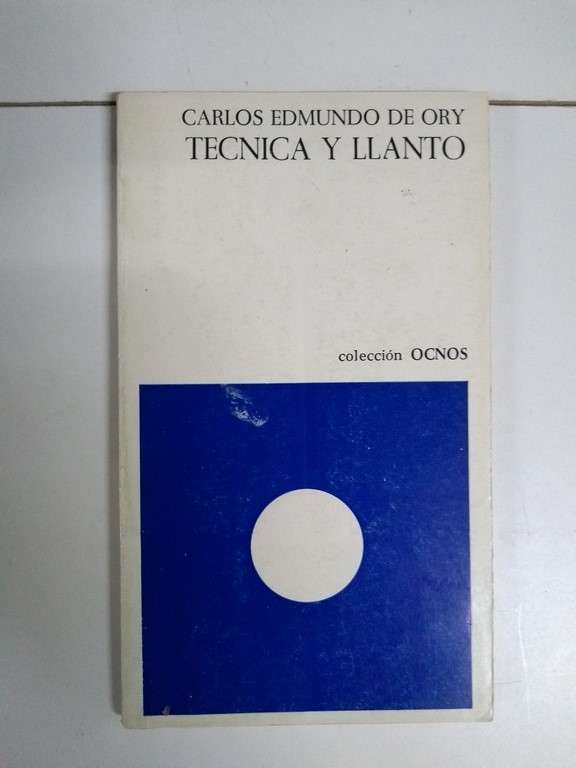 CARLOS EDMUNDO DE ORY
TECNICA Y LLANTO
colección OCNOS